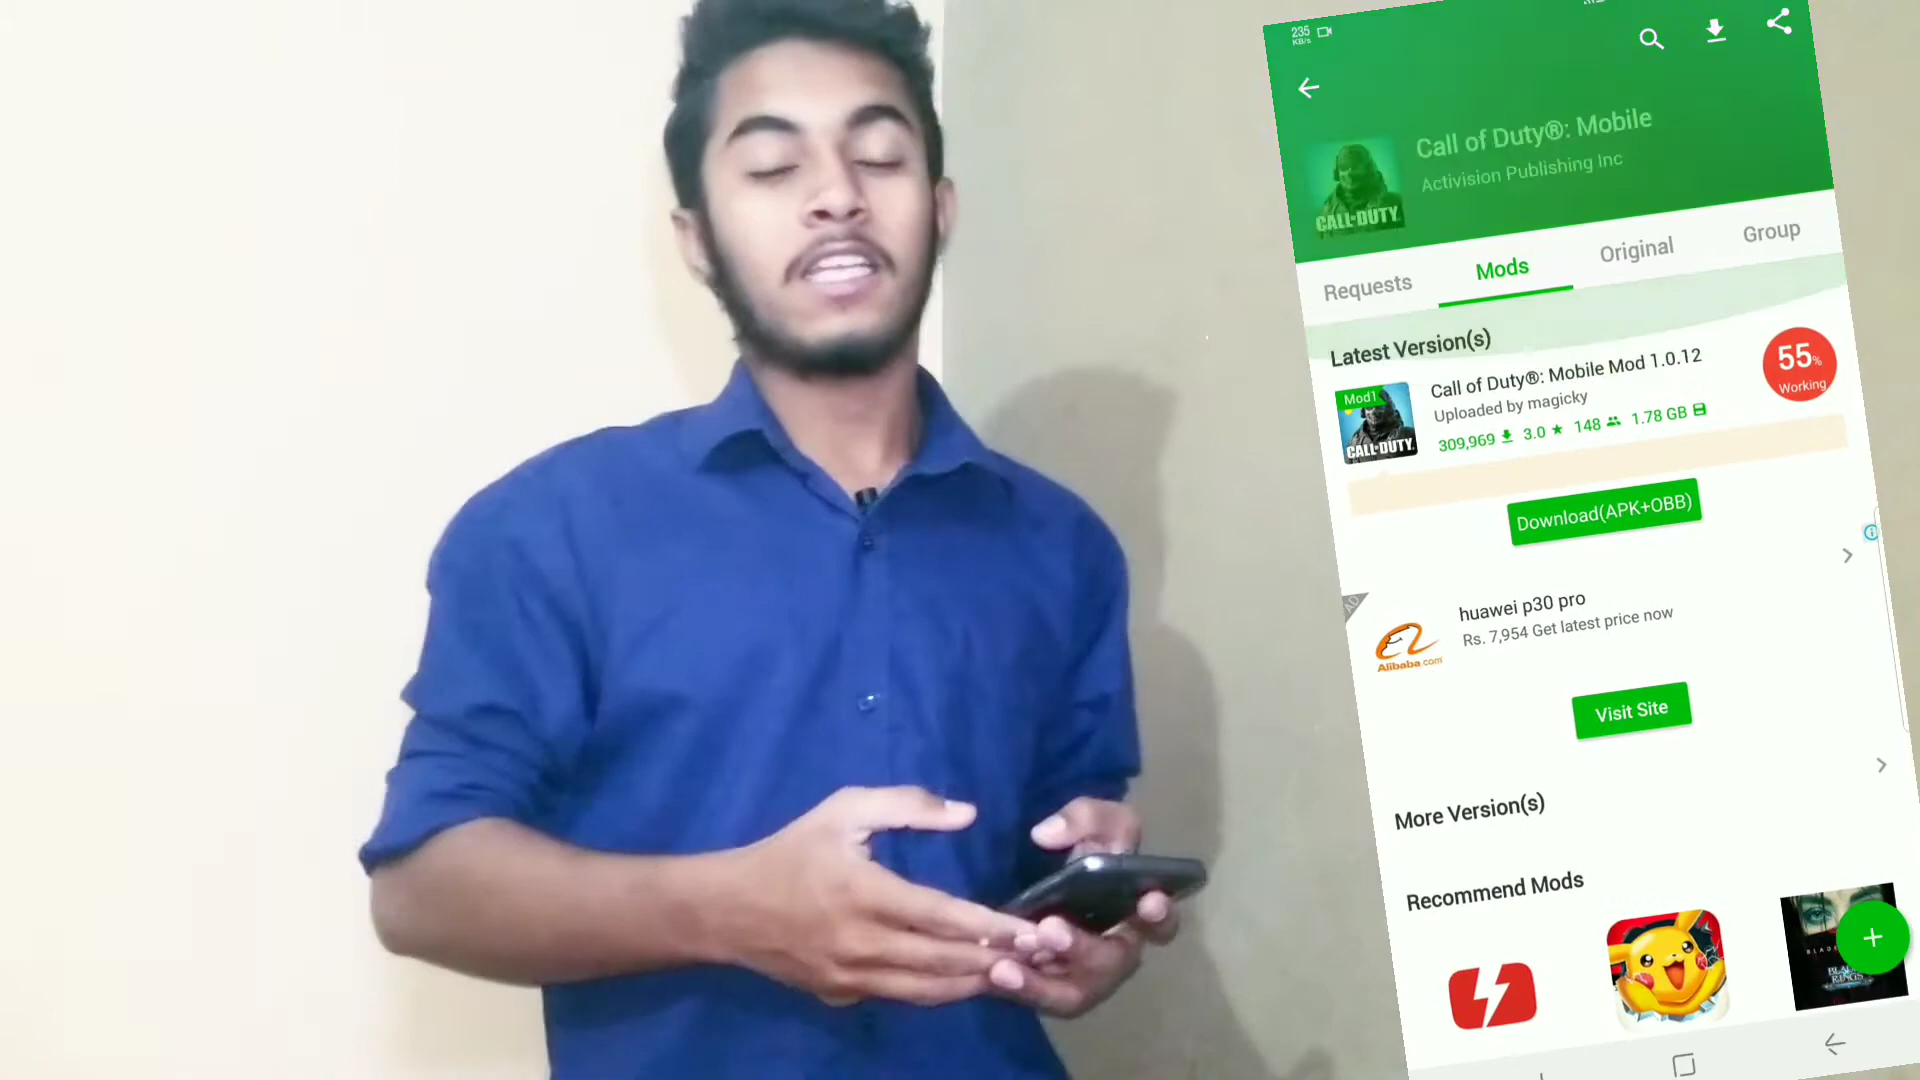 235
KB/s
Call of Duty®: Mobile
Activision Publishing Inc
CALL OF DUTY
Requests
Mods
Original
Group
Latest Version(s)
Mod1
CALL OF DUTY
Call of Duty®: Mobile Mod 1.0.12
Uploaded by magicky
309,969 3.0 148 1.78 GB
55%
Working
Download(APK+OBB)
AD
Alibaba.com
huawei p30 pro
Rs. 7,954 Get latest price now
Visit Site
More Version(s)
Recommend Mods